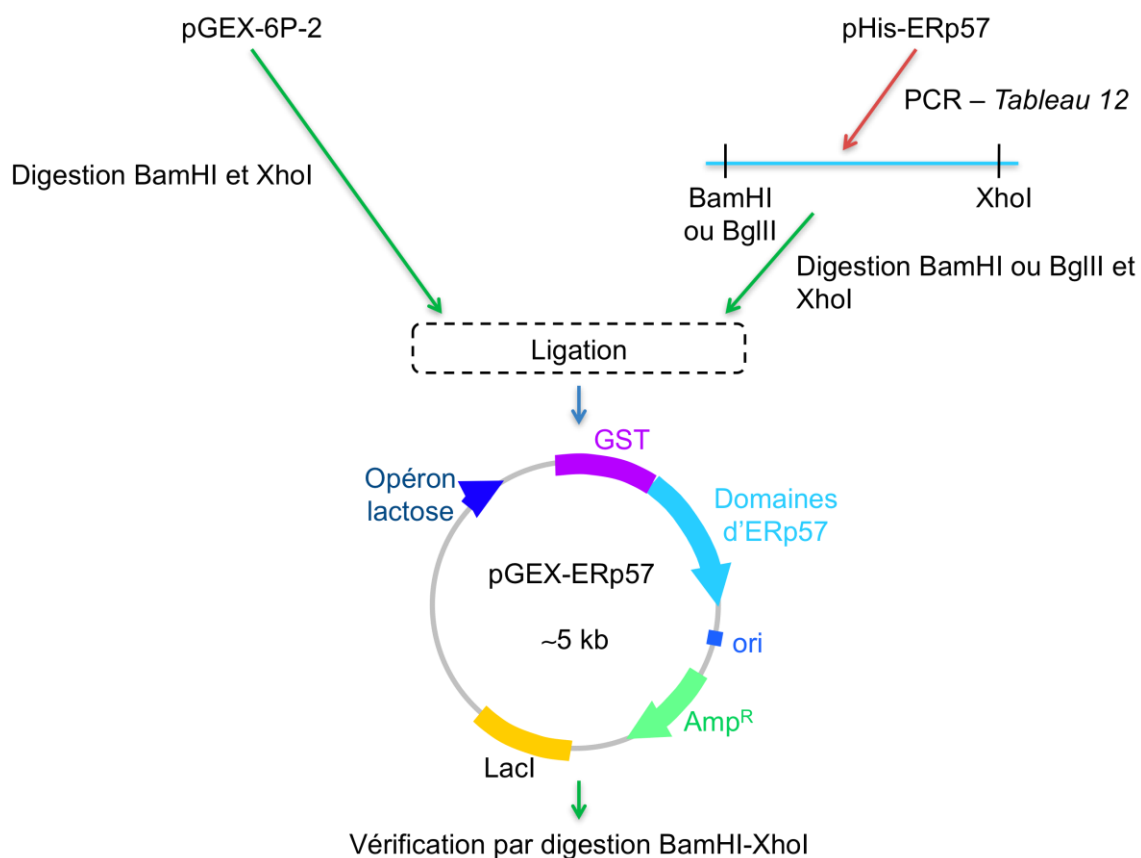 pGEX-6P-2
pHis-ERp57
PCR – Tableau 12
Digestion BamHI et XhoI
BamHI
ou BglII
XhoI
Digestion BamHI ou BglII et
XhoI
Ligation
GST
Opéron
lactose
Domaines
d'ERp57
pGEX-ERp57
~5 kb
ori
AmpR
LacI
Vérification par digestion BamHI-XhoI